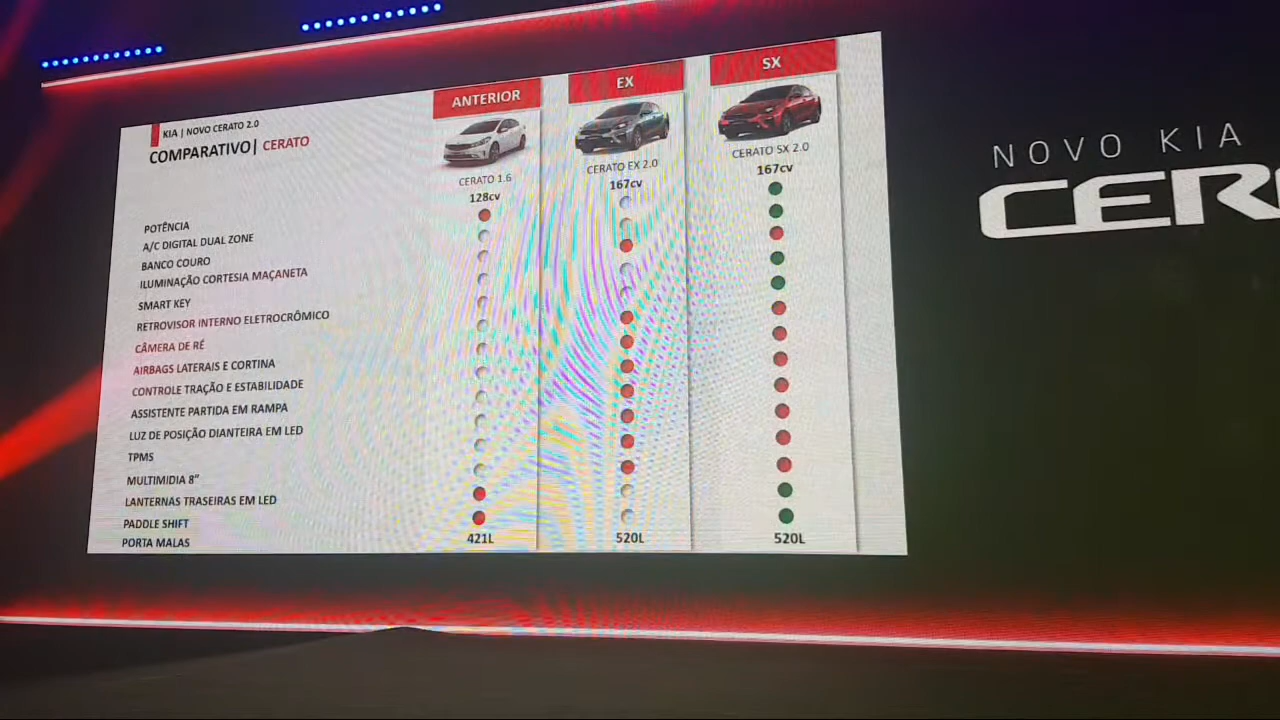 KIA | NOVO CERATO 2.0
COMPARATIVO| CERATO
ANTERIOR
EX
SX
CERATO 1.6
CERATO EX 2.0
CERATO SX 2.0
POTÊNCIA
128cv
167cv
167cv
A/C DIGITAL DUAL ZONE
BANCO COURO
ILUMINAÇÃO CORTESIA MAÇANETA
SMART KEY
RETROVISOR INTERNO ELETROCRÔMICO
CÂMERA DE RÉ
AIRBAGS LATERAIS E CORTINA
CONTROLE TRAÇÃO E ESTABILIDADE
ASSISTENTE PARTIDA EM RAMPA
LUZ DE POSIÇÃO DIANTEIRA EM LED
TPMS
MULTIMIDIA 8"
LANTERNAS TRASEIRAS EM LED
PADDLE SHIFT
PORTA MALAS
421L
520L
520L
NOVO KIA
CER